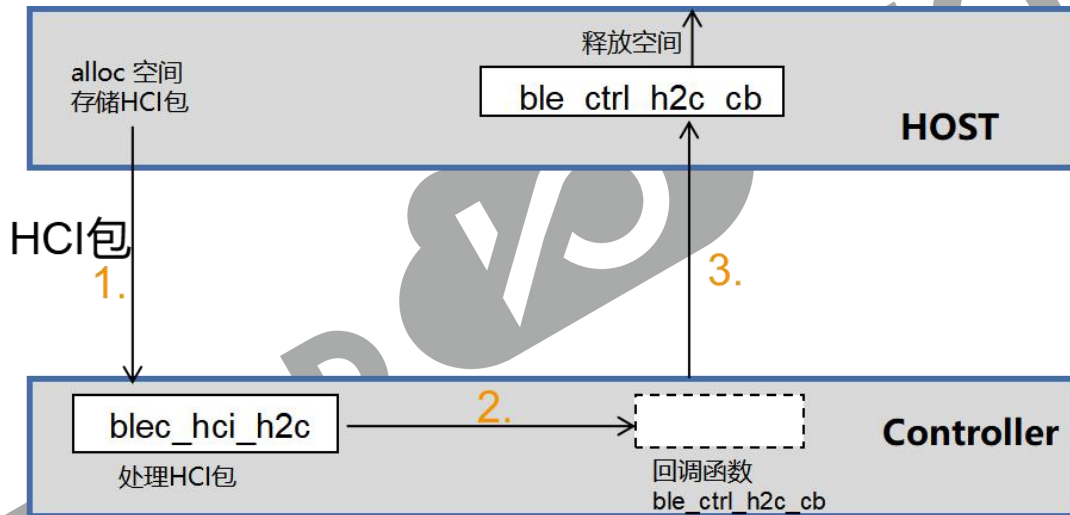 释放空间
alloc 空间
存储HCI包
ble_ctrl_h2c_cb
HOST
HCI包
1.
3.
2.
blec_hci_h2c
Controller
处理HCI包
回调函数
ble_ctrl_h2c_cb